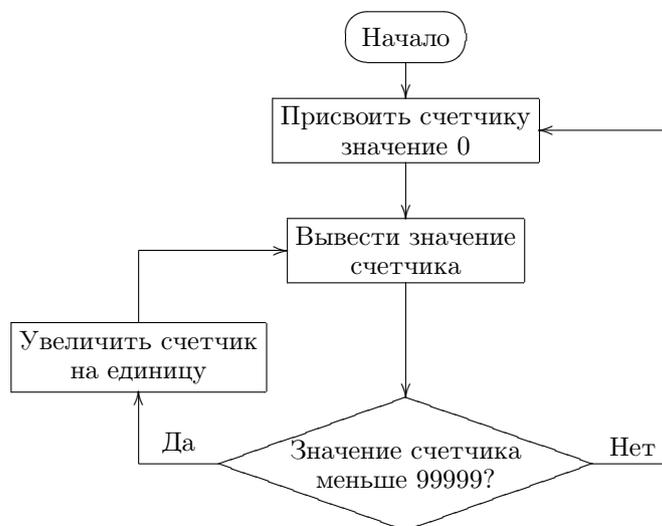 Начало
Присвоить счетчику
значение 0
Вывести значение
счетчика
Увеличить счетчик
на единицу
Да
Значение счетчика
меньше 99999?
Нет